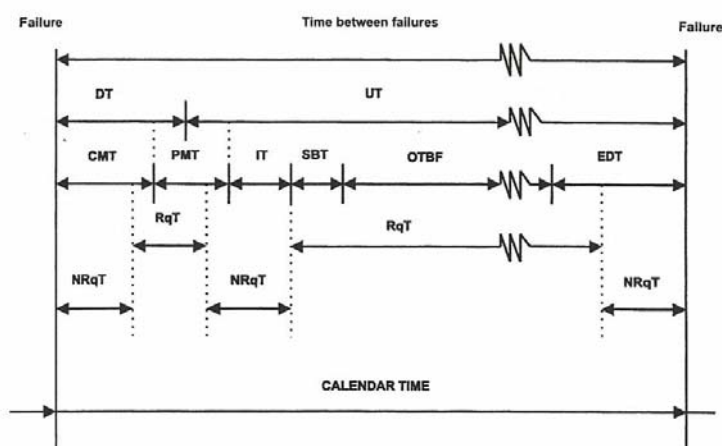 Failure Time between failures Failure
DT UT
CMT PMT IT SBT OTBF EDT
RqT RqT
NRqT NRqT NRqT
CALENDAR TIME